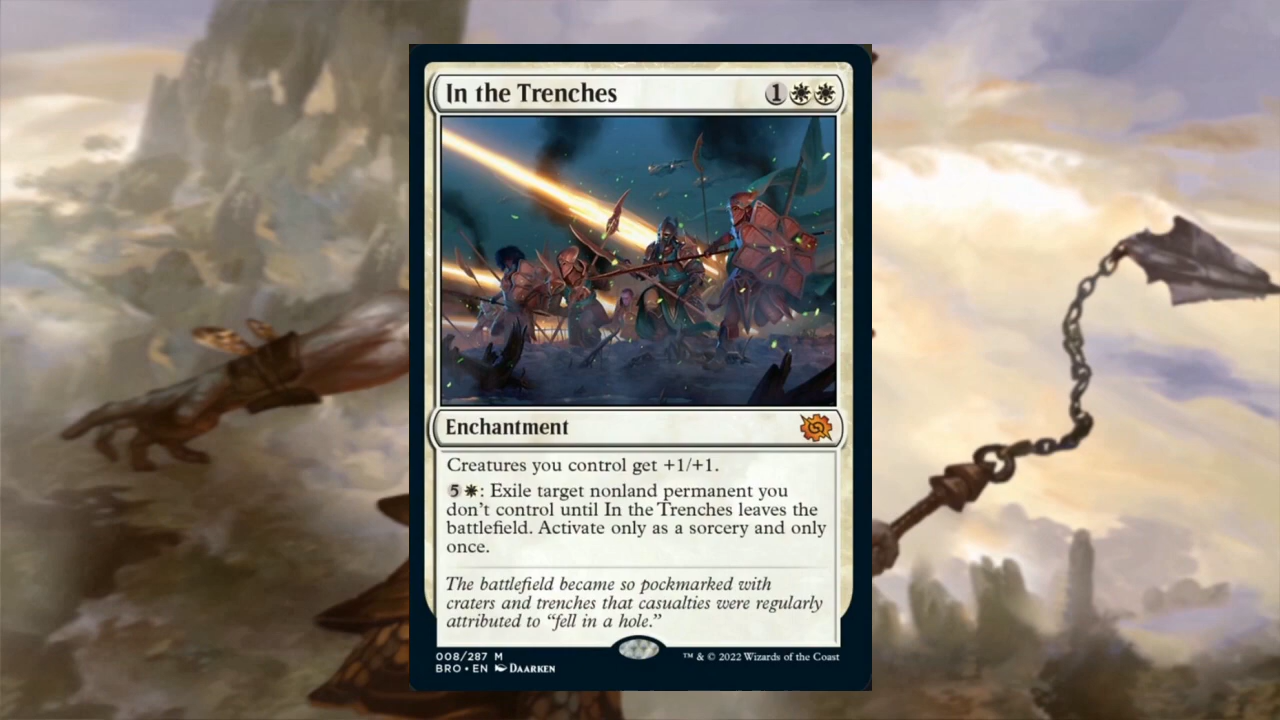 In the Trenches 1
Enchantment
Creatures you control get +1/+1.
5: Exile target nonland permanent you
don't control until In the Trenches leaves the
battlefield. Activate only as a sorcery and only
once.
The battlefield became so pockmarked with
craters and trenches that casualties were regularly
attributed to “fell in a hole.”
008/287 M
BRO • EN DAARKEN
™ & © 2022 Wizards of the Coast